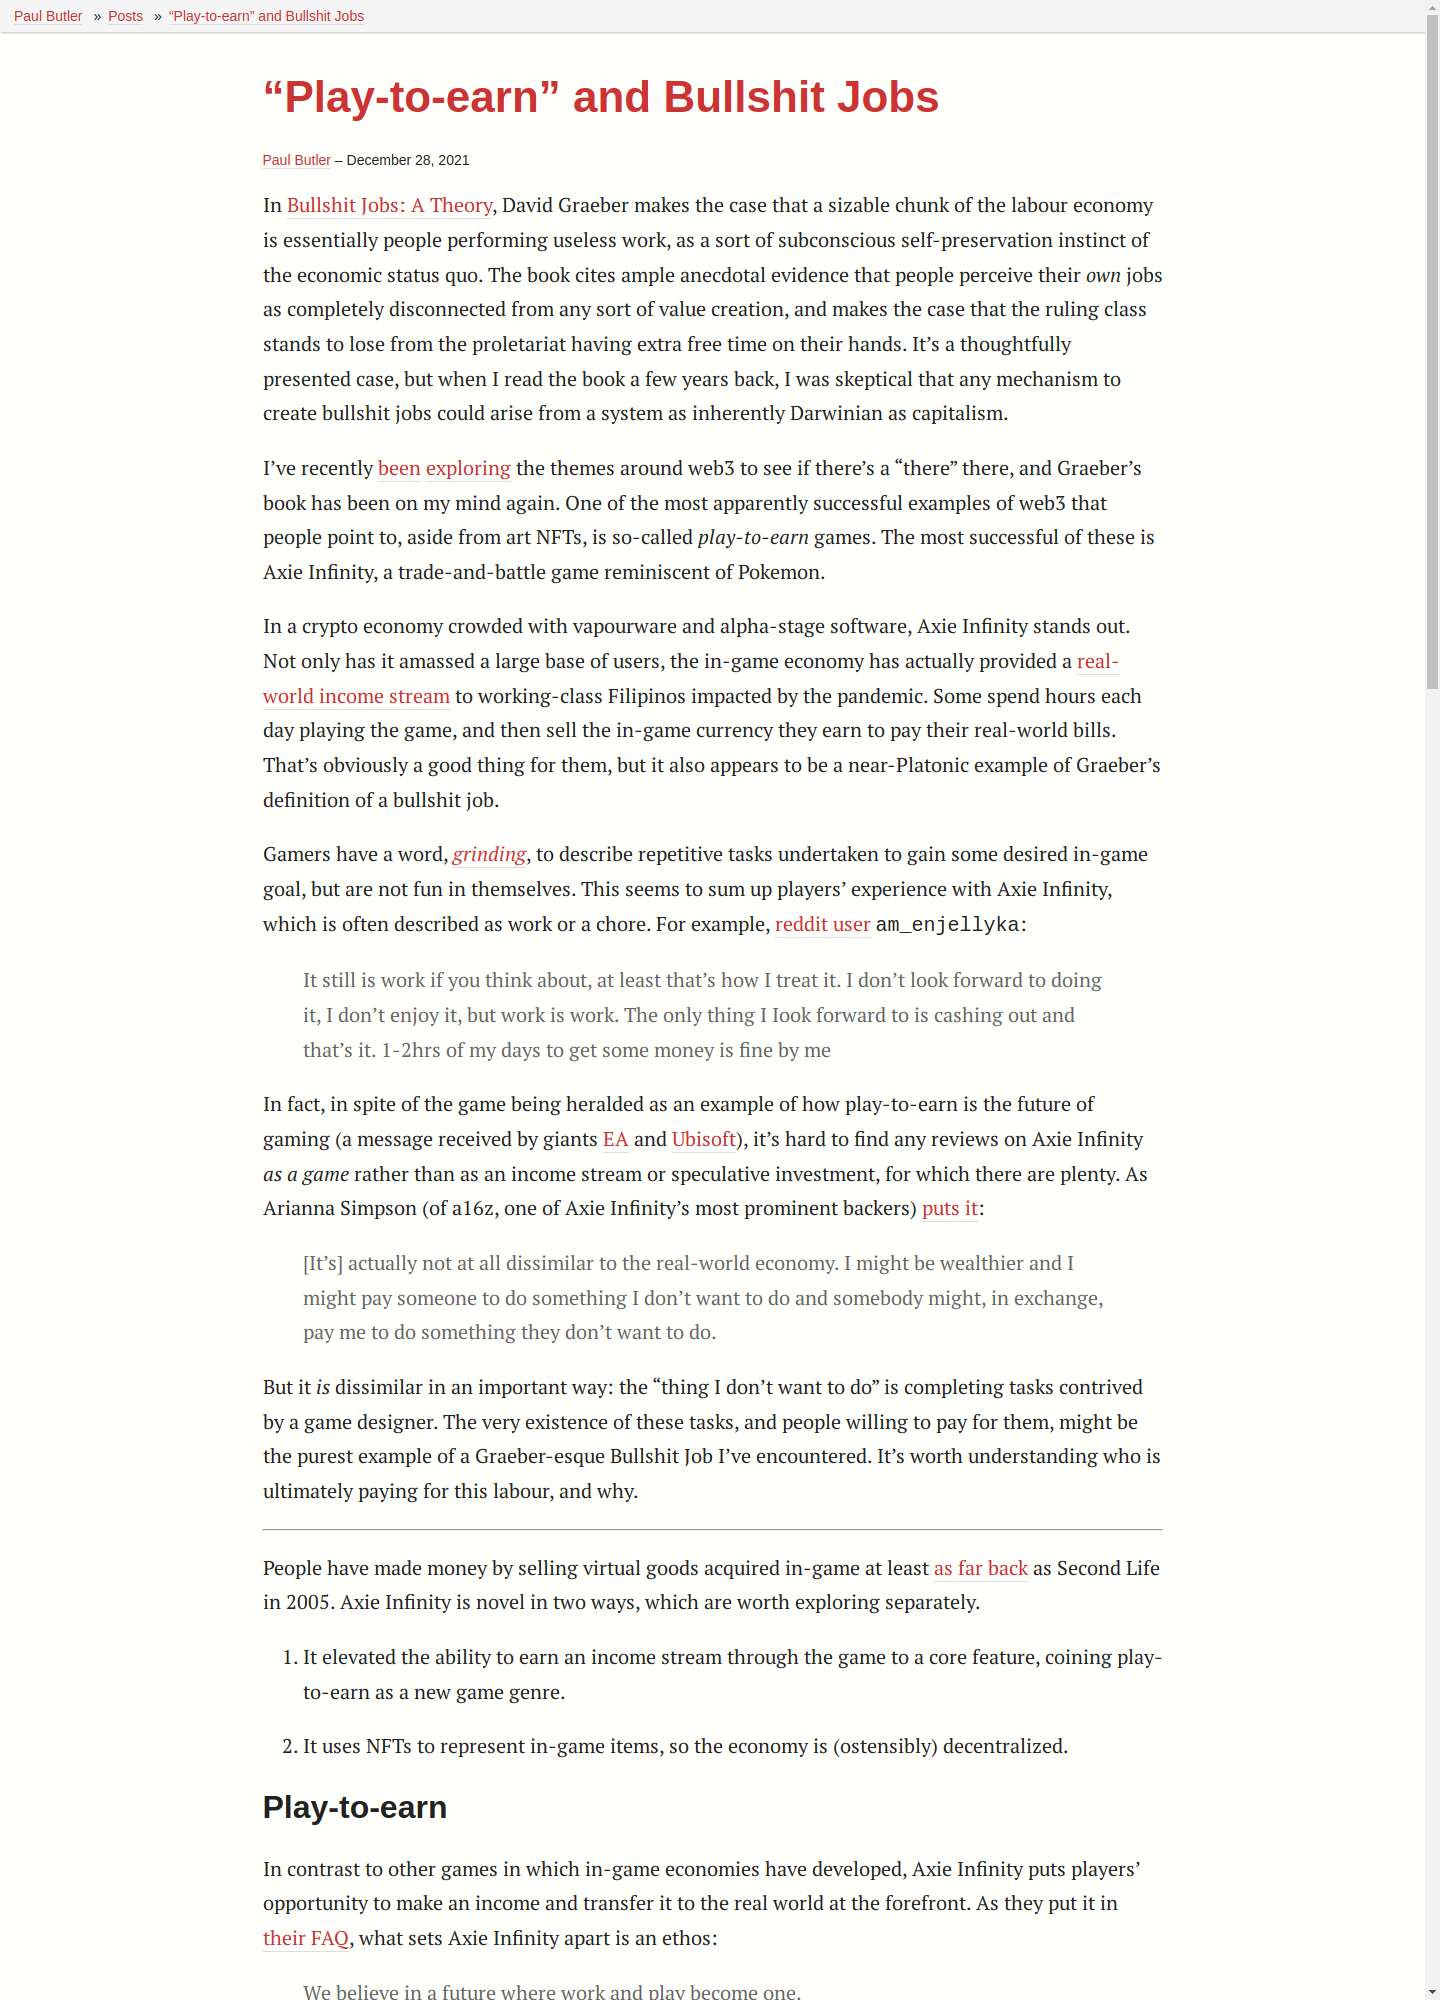 Paul Butler » Posts » “Play-to-earn” and Bullshit Jobs
“Play-to-earn” and Bullshit Jobs
Paul Butler – December 28, 2021
In Bullshit Jobs: A Theory, David Graeber makes the case that a sizable chunk of the labour economy
is essentially people performing useless work, as a sort of subconscious self-preservation instinct of
the economic status quo. The book cites ample anecdotal evidence that people perceive their own jobs
as completely disconnected from any sort of value creation, and makes the case that the ruling class
stands to lose from the proletariat having extra free time on their hands. It’s a thoughtfully
presented case, but when I read the book a few years back, I was skeptical that any mechanism to
create bullshit jobs could arise from a system as inherently Darwinian as capitalism.
I’ve recently been exploring the themes around web3 to see if there’s a “there” there, and Graeber’s
book has been on my mind again. One of the most apparently successful examples of web3 that
people point to, aside from art NFTs, is so-called play-to-earn games. The most successful of these is
Axie Infinity, a trade-and-battle game reminiscent of Pokemon.
In a crypto economy crowded with vapourware and alpha-stage software, Axie Infinity stands out.
Not only has it amassed a large base of users, the in-game economy has actually provided a real-
world income stream to working-class Filipinos impacted by the pandemic. Some spend hours each
day playing the game, and then sell the in-game currency they earn to pay their real-world bills.
That’s obviously a good thing for them, but it also appears to be a near-Platonic example of Graeber’s
definition of a bullshit job.
Gamers have a word, grinding, to describe repetitive tasks undertaken to gain some desired in-game
goal, but are not fun in themselves. This seems to sum up players’ experience with Axie Infinity,
which is often described as work or a chore. For example, reddit user am_enjellyka:
It still is work if you think about, at least that’s how I treat it. I don’t look forward to doing
it, I don’t enjoy it, but work is work. The only thing I Iook forward to is cashing out and
that’s it. 1-2hrs of my days to get some money is fine by me
In fact, in spite of the game being heralded as an example of how play-to-earn is the future of
gaming (a message received by giants EA and Ubisoft), it’s hard to find any reviews on Axie Infinity
as a game rather than as an income stream or speculative investment, for which there are plenty. As
Arianna Simpson (of a16z, one of Axie Infinity’s most prominent backers) puts it:
[It’s] actually not at all dissimilar to the real-world economy. I might be wealthier and I
might pay someone to do something I don’t want to do and somebody might, in exchange,
pay me to do something they don’t want to do.
But it is dissimilar in an important way: the “thing I don’t want to do” is completing tasks contrived
by a game designer. The very existence of these tasks, and people willing to pay for them, might be
the purest example of a Graeber-esque Bullshit Job I’ve encountered. It’s worth understanding who is
ultimately paying for this labour, and why.
People have made money by selling virtual goods acquired in-game at least as far back as Second Life
in 2005. Axie Infinity is novel in two ways, which are worth exploring separately.
1. It elevated the ability to earn an income stream through the game to a core feature, coining play-
to-earn as a new game genre.
2. It uses NFTs to represent in-game items, so the economy is (ostensibly) decentralized.
Play-to-earn
In contrast to other games in which in-game economies have developed, Axie Infinity puts players’
opportunity to make an income and transfer it to the real world at the forefront. As they put it in
their FAQ, what sets Axie Infinity apart is an ethos:
We believe in a future where work and play become one.